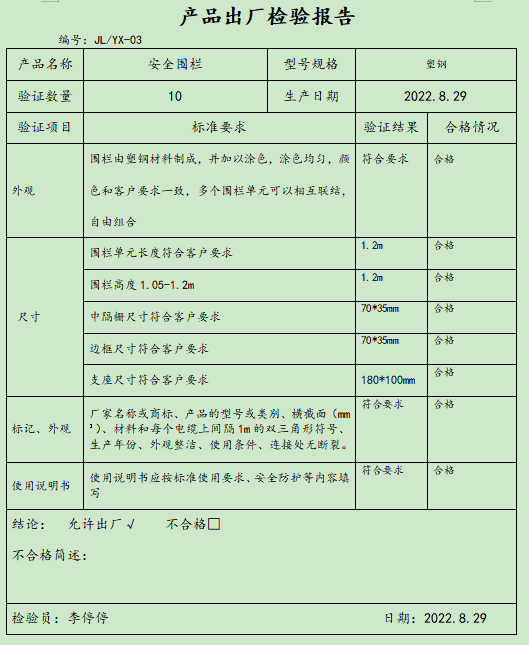 产品出厂检验报告
编号：JL/YX-03
产品名称 安全围栏 型号规格 塑钢
验证数量 10 生产日期 2022.8.29
验证项目 标准要求 验证结果 合格情况
外观
围栏由塑钢材料制成，并加以涂色，涂色均匀，颜
色和客户要求一致，多个围栏单元可以相互联结，
自由组合
符合要求 合格
尺寸
围栏单元长度符合客户要求 1.2m 合格
围栏高度1.05-1.2m 1.2m 合格
中隔栅尺寸符合客户要求 70*35mm 合格
边框尺寸符合客户要求 70*35mm 合格
支座尺寸符合客户要求 180*100mm 合格
标记、外观
厂家名称或商标、产品的型号或类别、横截面（mm
）、材料和每个电缆上间隔1m的双三角形符号、
生产年份、外观整洁、使用条件、连接处无断裂。
符合要求 合格
使用说明书
使用说明书应按标准使用要求、安全防护等内容填
写
符合要求 合格
结论： 允许出厂√ 不合格□
不合格简述：
检验员：李停停 日期：2022.8.29